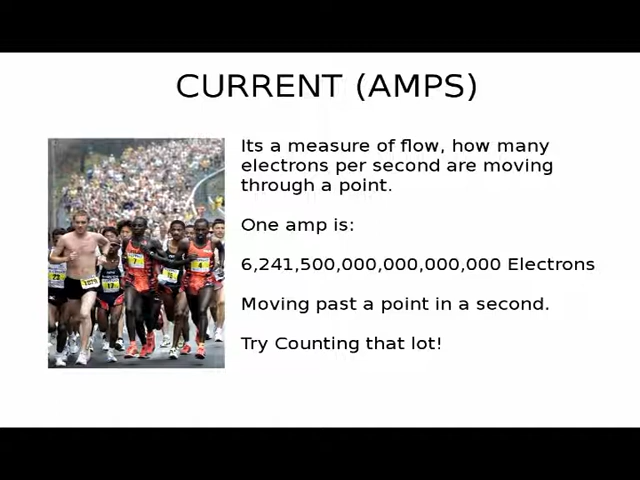 CURRENT (AMPS)
Its a measure of flow, how many
electrons per second are moving
through a point.
One amp is:
6,241,500,000,000,000,000 Electrons
Moving past a point in a second.
Try Counting that lot!